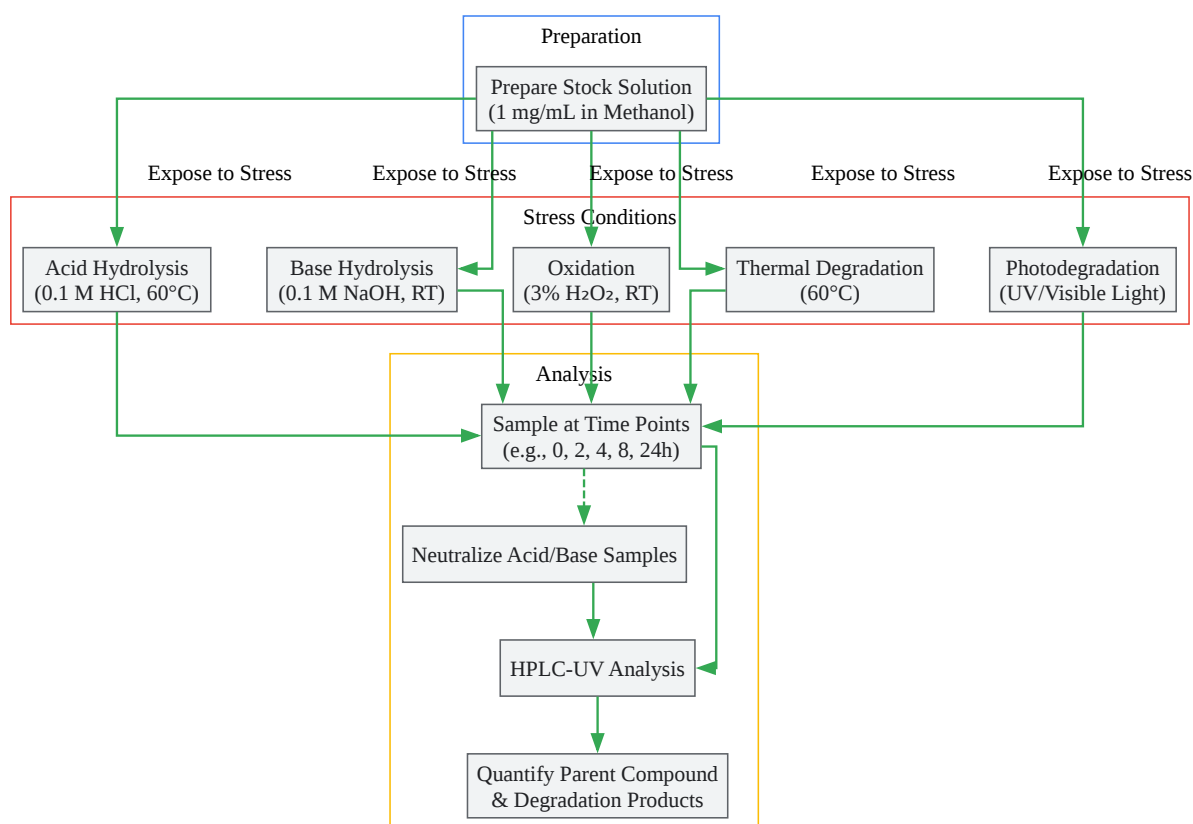 Preparation
Prepare Stock Solution
(1 mg/mL in Methanol)
Expose to Stress
Expose to Stress
Expose to Stress
Expose to Stress
Expose to Stress
Stress Conditions
Acid Hydrolysis
(0.1 M HCl, 60°C)
Base Hydrolysis
(0.1 M NaOH, RT)
Oxidation
(3% H₂O₂, RT)
Thermal Degradation
(60°C)
Photodegradation
(UV/Visible Light)
Analysis
Sample at Time Points
(e.g., 0, 2, 4, 8, 24h)
Neutralize Acid/Base Samples
HPLC-UV Analysis
Quantify Parent Compound
& Degradation Products